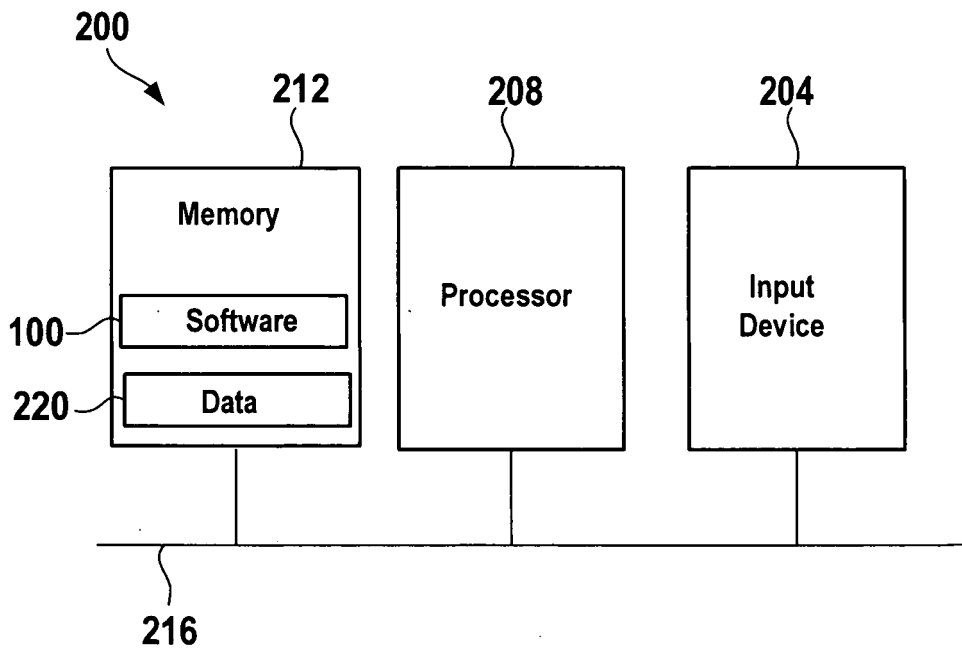 200
212
208
204
Memory
Processor
Input
Device
100
Software
220
Data
216